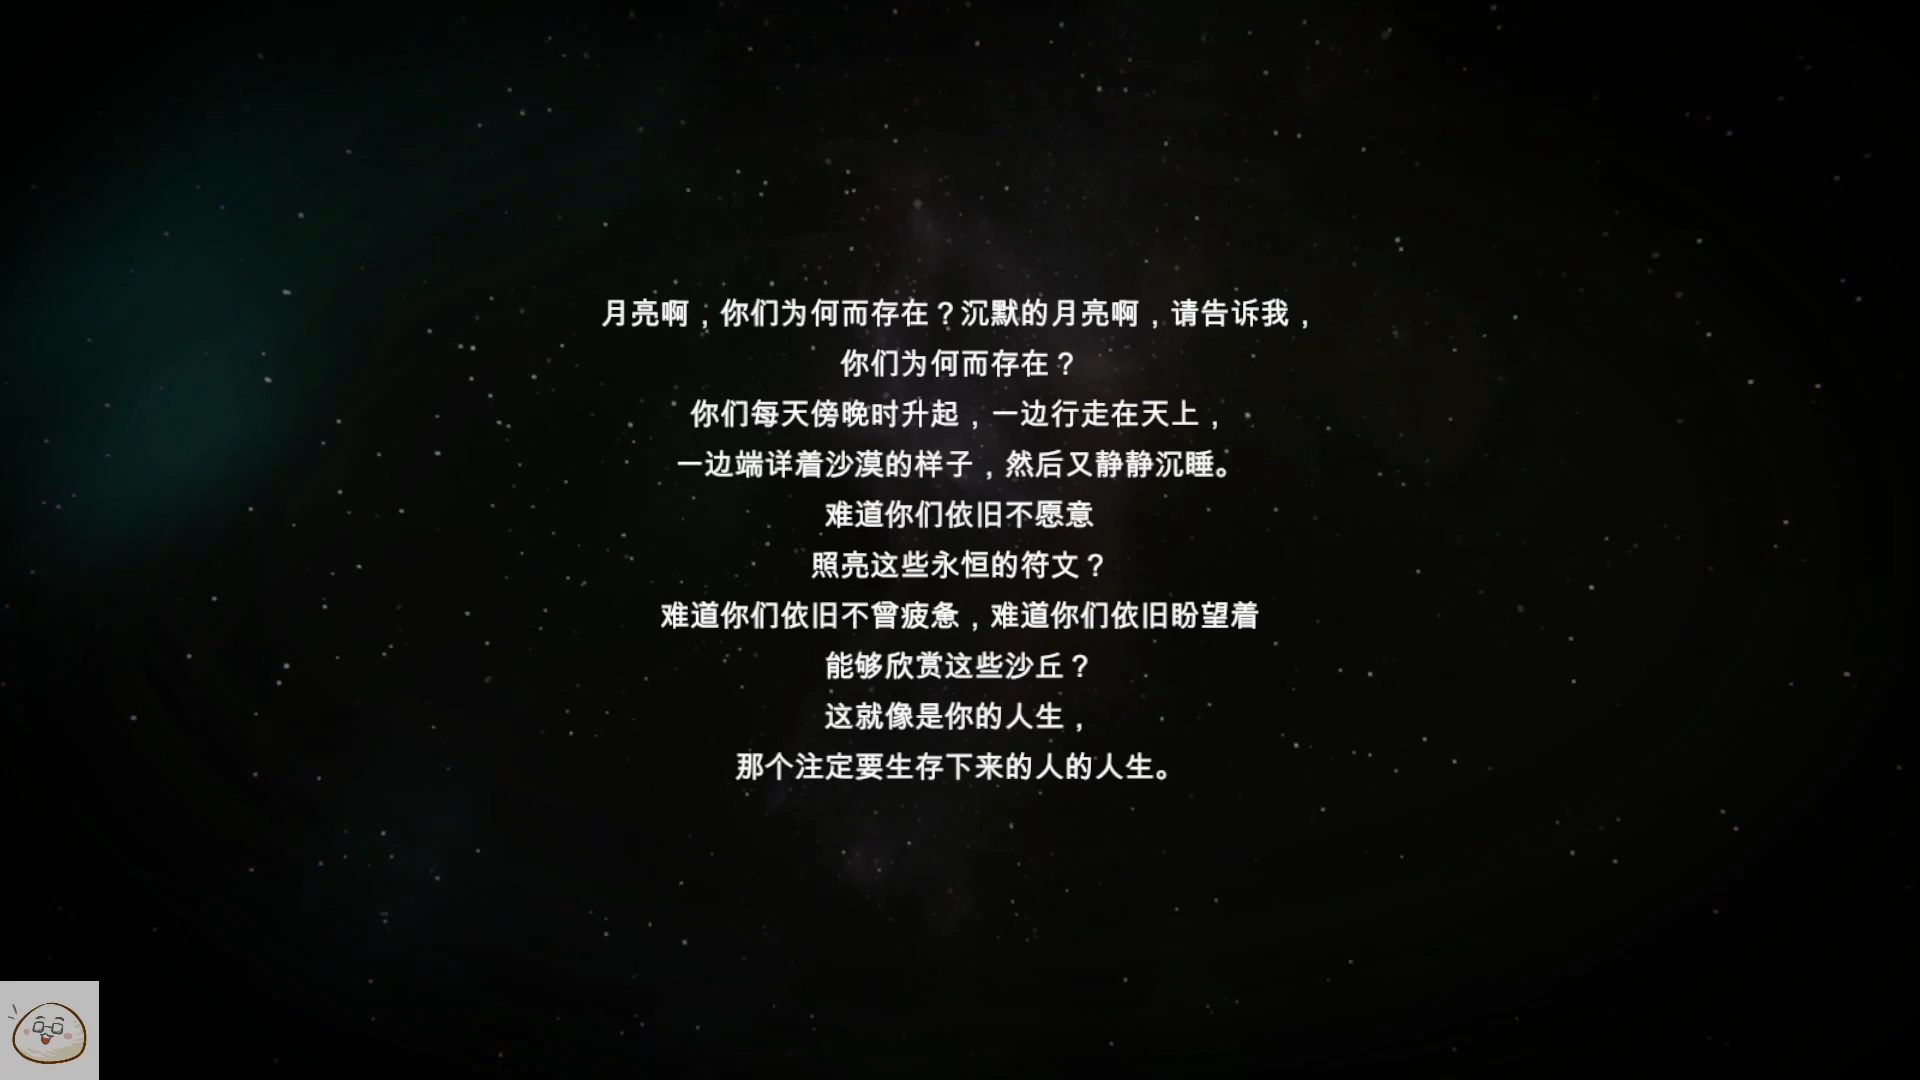 月亮啊，你们为何而存在？沉默的月亮啊，请告诉我，
你们为何而存在？
你们每天傍晚时升起，一边行走在天上，
一边端详着沙漠的样子，然后又静静沉睡。
难道你们依旧不愿意
照亮这些永恒的符文？
难道你们依旧不曾疲惫，难道你们依旧盼望着
能够欣赏这些沙丘？
这就像是你的人生，
那个注定要生存下来的人的人生。